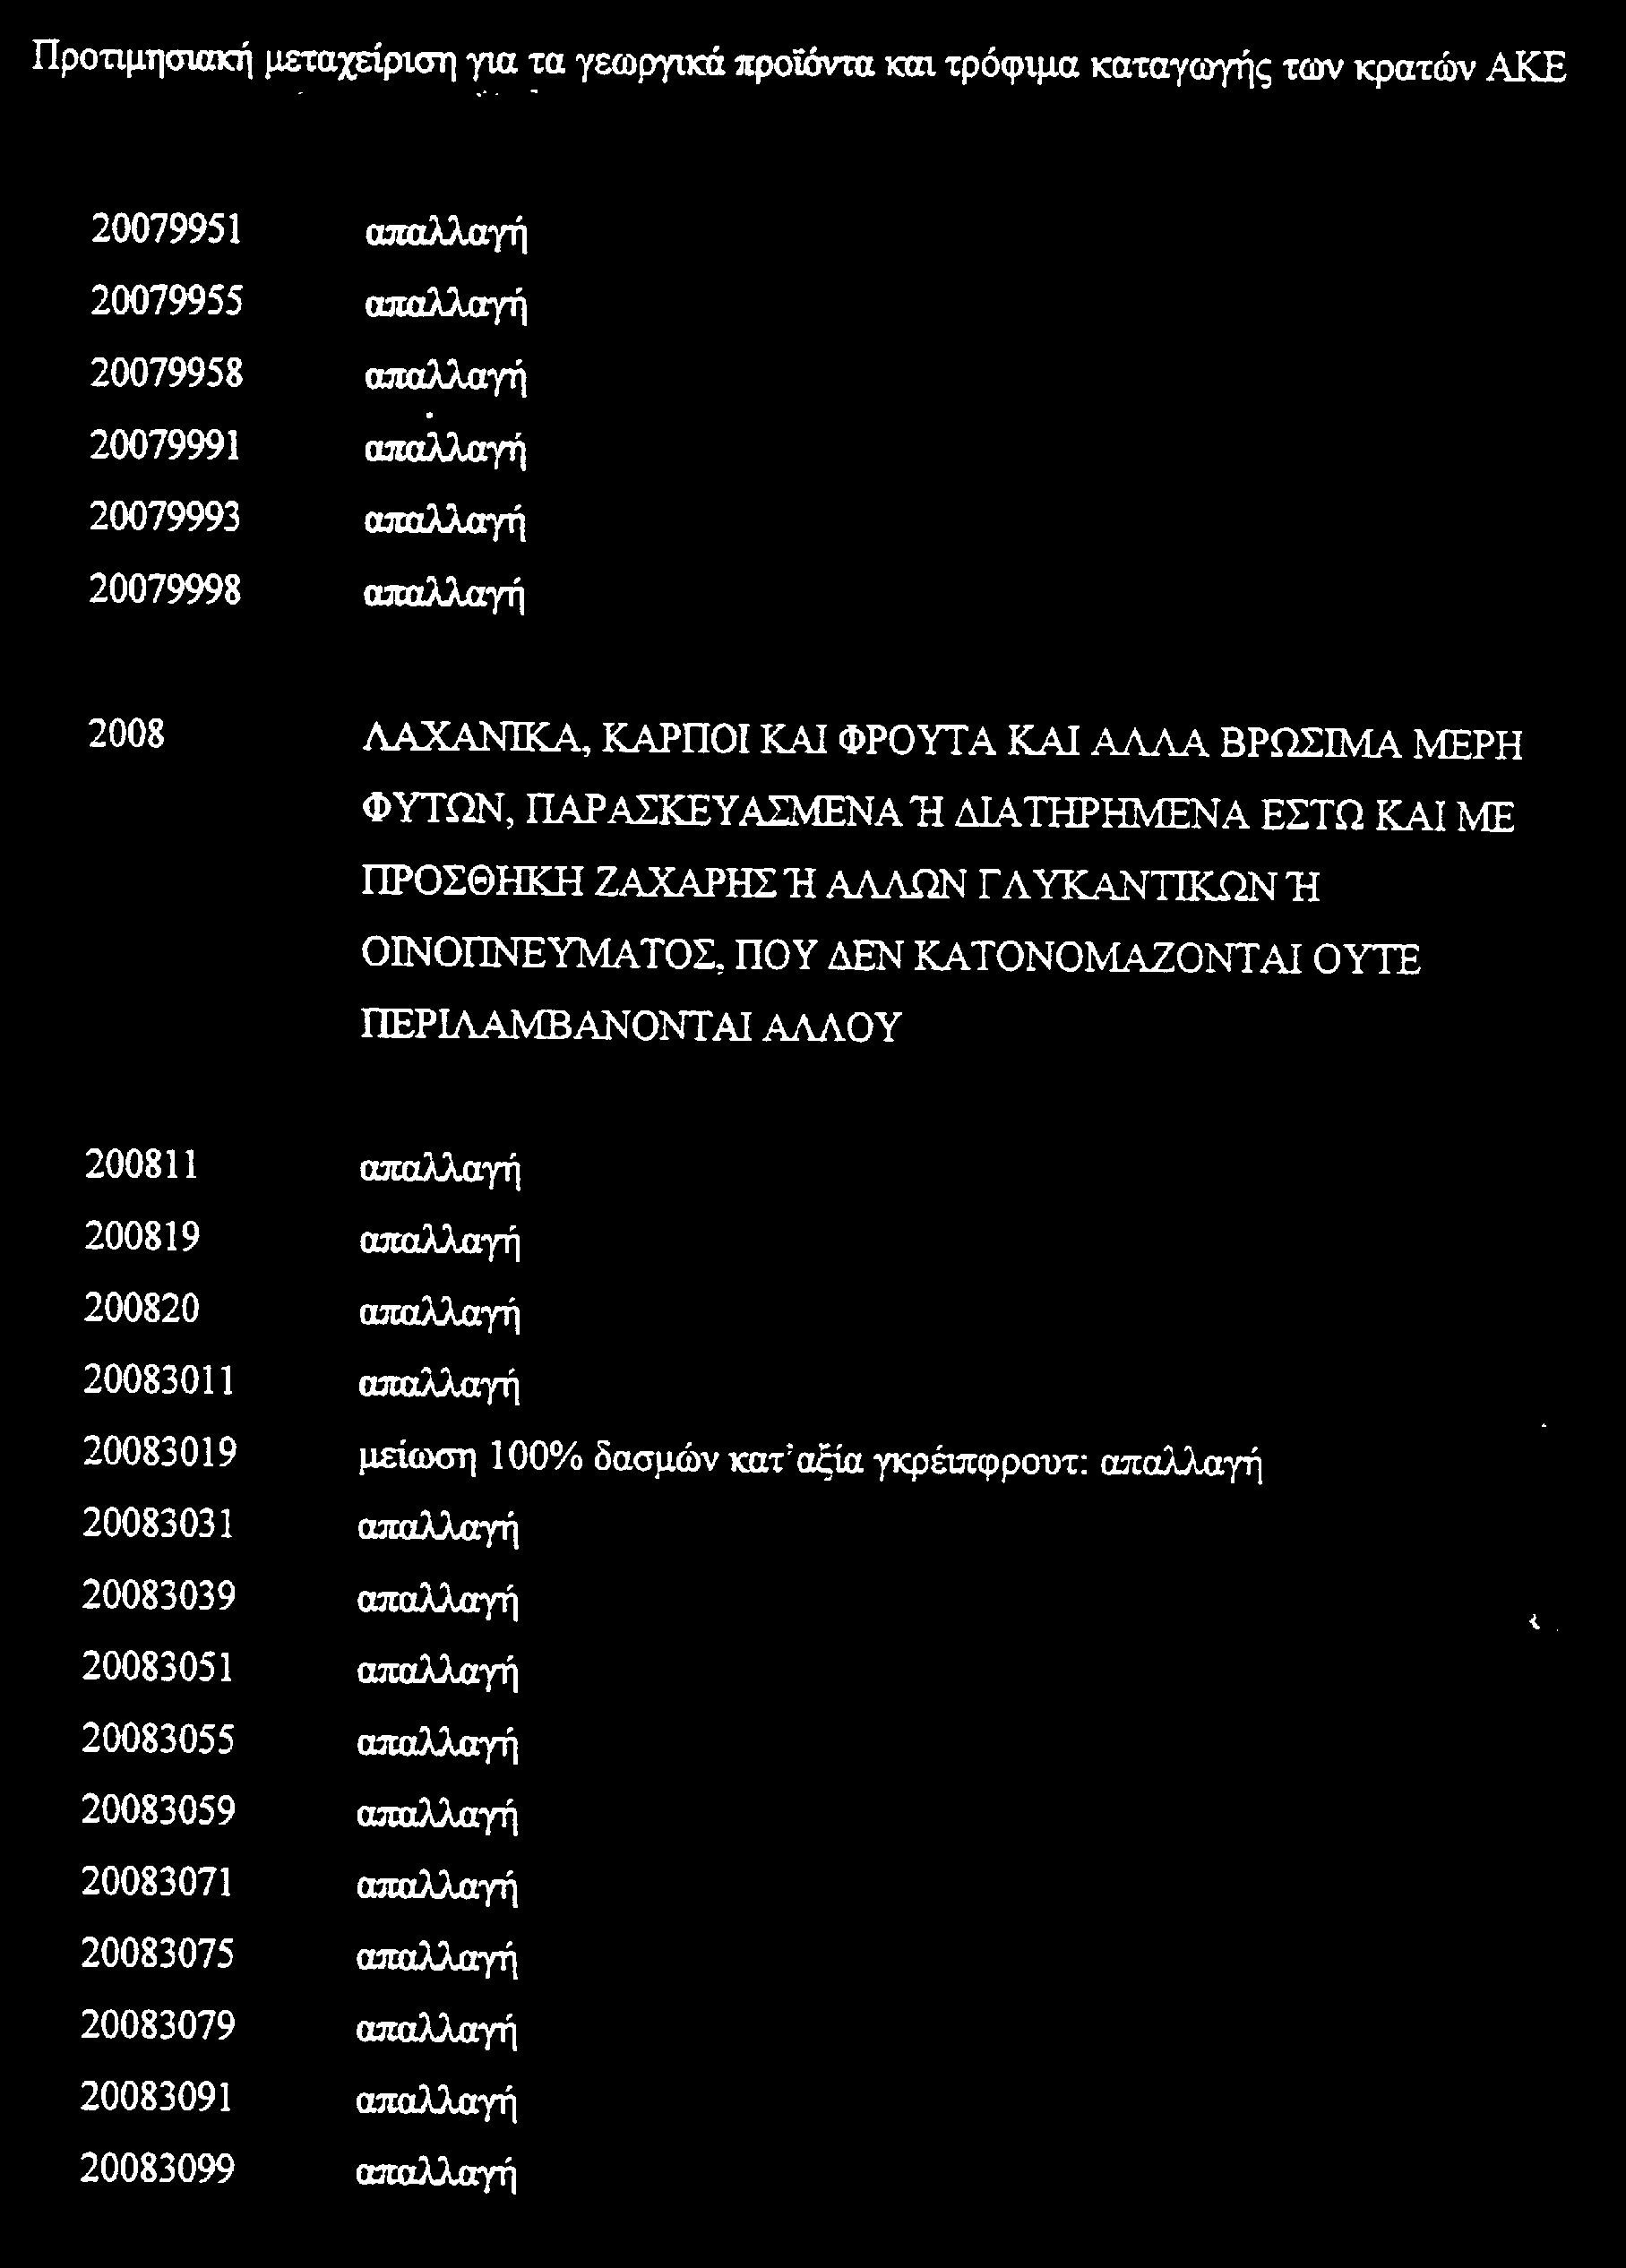 Προτιμησιακή μεταχείριση για τα γεωργικά προϊόντα και τρόφιμα καταγωγής των κρατών ΑΚΕ
20079951 απαλλαγή
20079955 απαλλαγή
20079958 απαλλαγή
20079991 απαλλαγή
20079993 απαλλαγή
20079998 απαλλαγή
2008 ΛΑΧΑΝΙΚΑ, ΚΑΡΠΟΙ ΚΑΙ ΦΡΟΥΤΑ ΚΑΙ ΑΛΛΑ ΒΡΩΣΙΜΑ ΜΕΡΗ
ΦΥΤΩΝ, ΠΑΡΑΣΚΕΥΑΣΜΕΝΑ Ή ΔΙΑΤΗΡΗΜΕΝΑ ΕΣΤΩ ΚΑΙ ΜΕ
ΠΡΟΣΘΗΚΗ ΖΑΧΑΡΗΣ Ή ΑΛΛΩΝ ΓΛΥΚΑΝΤΙΚΩΝ Ή
ΟΙΝΟΠΝΕΥΜΑΤΟΣ, ΠΟΥ ΔΕΝ ΚΑΤΟΝΟΜΑΖΟΝΤΑΙ ΟΥΤΕ
ΠΕΡΙΛΑΜΒΑΝΟΝΤΑΙ ΑΛΛΟΥ
200811 απαλλαγή
200819 απαλλαγή
200820 απαλλαγή
20083011 απαλλαγή
20083019 μείωση 100% δασμών κατ'αξία γκρέιπφρουτ: απαλλαγή
20083031 απαλλαγή
20083039 απαλλαγή
20083051 απαλλαγή
20083055 απαλλαγή
20083059 απαλλαγή
20083071 απαλλαγή
20083075 απαλλαγή
20083079 απαλλαγή
20083091 απαλλαγή
20083099 απαλλαγή